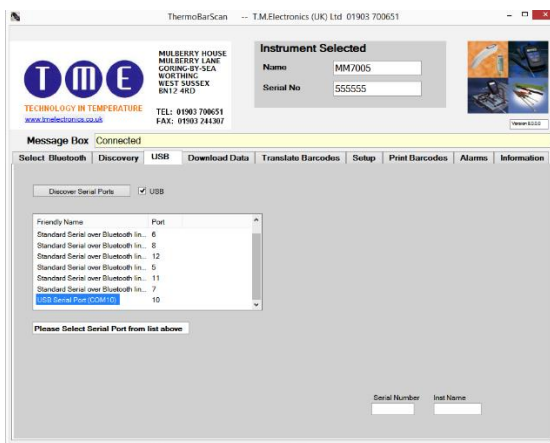 ThermoBarScan -- T.M.Electronics (UK) Ltd 01903 700651
TME
TECHNOLOGY IN TEMPERATURE
www.tmelectronics.co.uk
MULBERRY HOUSE
MULBERRY LANE
GORING-BY-SEA
WORTHING
WEST SUSSEX
BN12 4RD
TEL: 01903 700651
FAX: 01903 244307
Instrument Selected
Name MM7005
Serial No 555555
Message Box Connected
Select Bluetooth Discovery USB Download Data Translate Barcodes Setup Print Barcodes Alarms Information
Discover Serial Ports USB
Friendly Name Port
Standard Serial over Bluetooth lin... 6
Standard Serial over Bluetooth lin... 8
Standard Serial over Bluetooth lin... 12
Standard Serial over Bluetooth lin... 5
Standard Serial over Bluetooth lin... 11
Standard Serial over Bluetooth lin... 7
USB Serial Port (COM10) 10
Please Select Serial Port from list above
Serial Number Inst Name